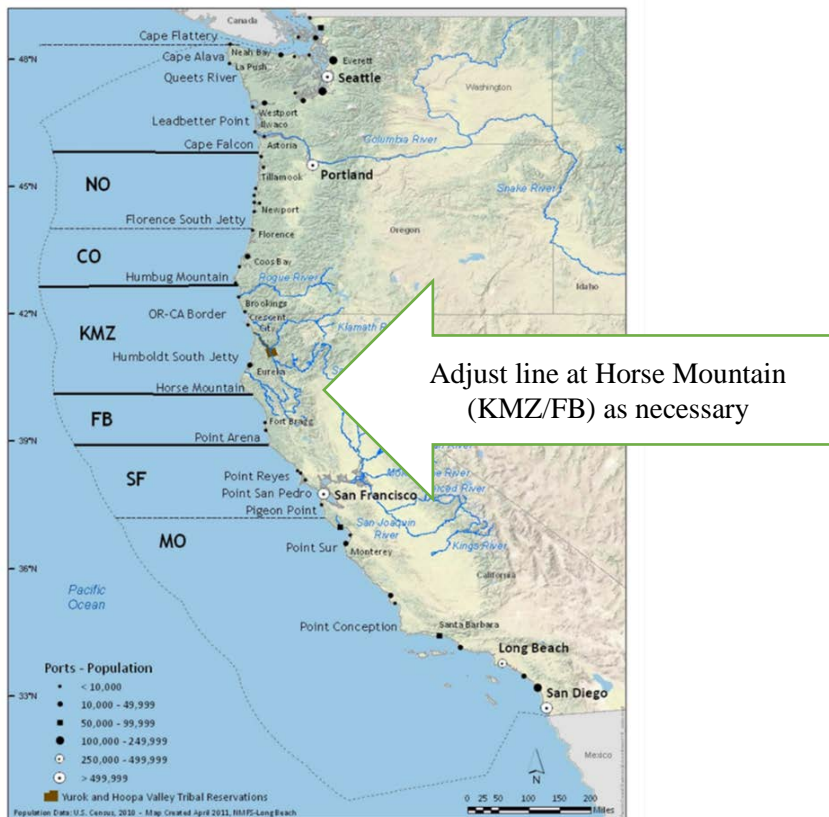 Canada
Cape Flattery
Neah Bay
Cape Alava
La Push
Queets River
Everett
Seattle
48°N
Washington
Westport
Leadbetter Point
Ilwaco
Cape Falcon
Astoria
Columbia River
Portland
Tillamook
45°N
NO
Snake River
Newport
Florence South Jetty
Florence
Oregon
CO
Coos Bay
Humbug Mountain
Rogue River
Idaho
42°N
Brookings
OR-CA Border
Crescent
City
Klamath R
KMZ
Humboldt South Jetty
Eureka
Horse Mountain
Adjust line at Horse Mountain
(KMZ/FB) as necessary
FB
Fort Bragg
39°N
Point Arena
SF
Point Reyes
Point San Pedro
San Francisco
Pigeon Point
River
MO
San Joaquin
River
Kings River
Point Sur
Monterey
36°N
California
Pacific
Ocean
Point Conception
Santa Barbara
Long Beach
San Diego
33°N
Mexico
Ports - Population
< 10,000
10,000 - 49,999
50,000 - 99,999
100,000 - 249,999
250,000 - 499,999
> 499,999
Yurok and Hoopa Valley Tribal Reservations
N
0 25 50 100 150 200
Miles
Population Data: U.S. Census, 2010 - Map Created April 2011, NMFS-Long Beach